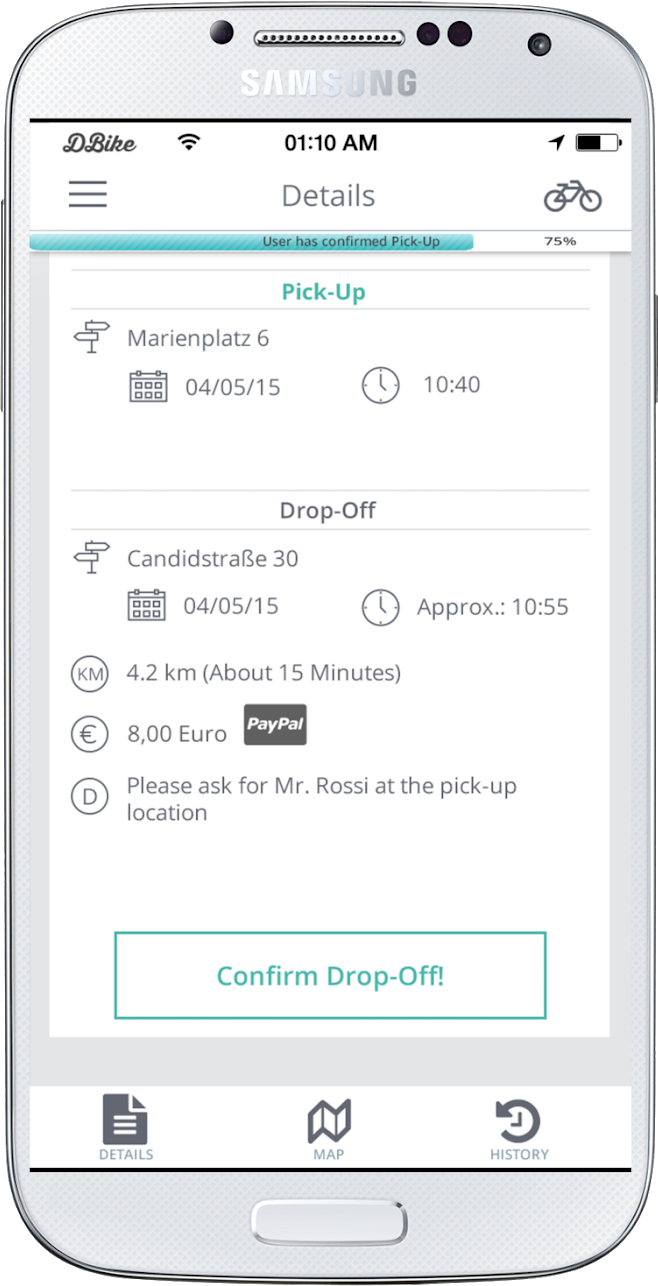 SAMSUNG
DBike 01:10 AM
Details
User has confirmed Pick-Up 75%
Pick-Up
Marienplatz 6
04/05/15 10:40
Drop-Off
Candidstraße 30
04/05/15 Approx.: 10:55
KM 4.2 km (About 15 Minutes)
€ 8,00 Euro PayPal
D Please ask for Mr. Rossi at the pick-up
location
Confirm Drop-Off!
DETAILS MAP HISTORY